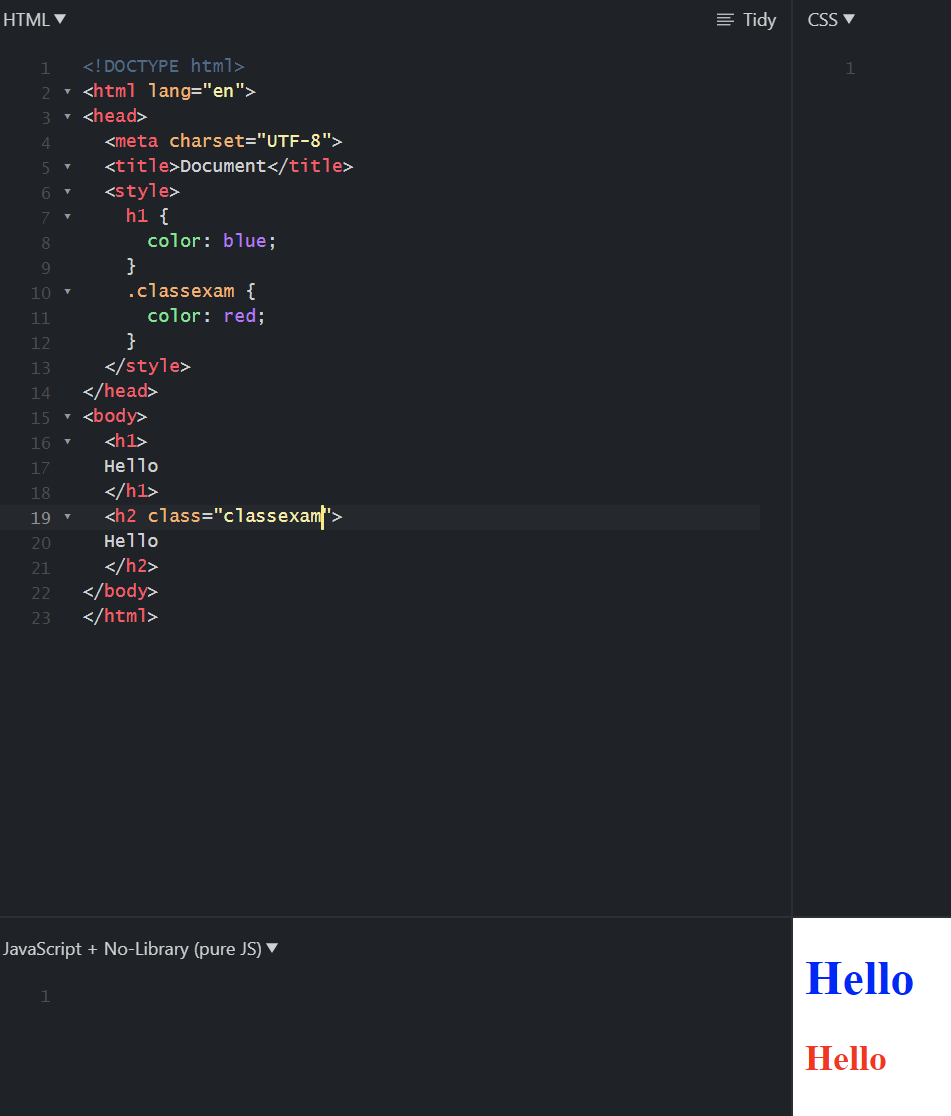 HTML ▼ Tidy CSS ▼
1 <!DOCTYPE html> 1
2 <html lang="en">
3 <head>
4 <meta charset="UTF-8">
5 <title>Document</title>
6 <style>
7 h1 {
8 color: blue;
9 }
10 .classexam {
11 color: red;
12 }
13 </style>
14 </head>
15 <body>
16 <h1>
17 Hello
18 </h1>
19 <h2 class="classexam">
20 Hello
21 </h2>
22 </body>
23 </html>
JavaScript + No-Library (pure JS) ▼
1
Hello
Hello